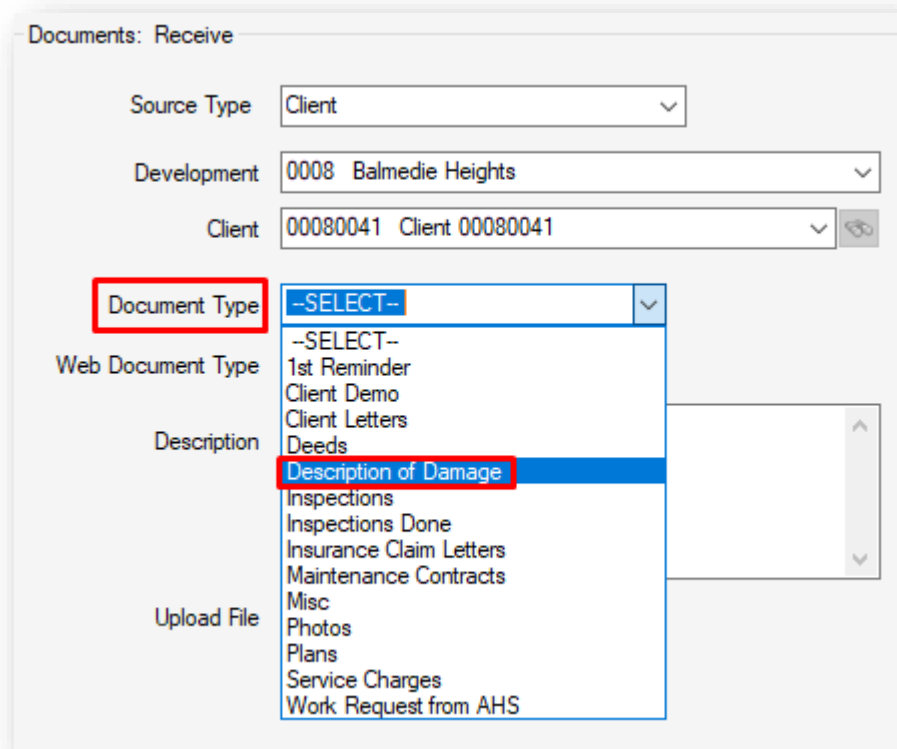 Documents: Receive
Source Type Client
Development 0008 Balmedie Heights
Client 00080041 Client 00080041
Document Type --SELECT--
--SELECT--
Web Document Type 1st Reminder
Client Demo
Client Letters
Description Deeds
Description of Damage
Inspections
Inspections Done
Insurance Claim Letters
Maintenance Contracts
Misc
Upload File Photos
Plans
Service Charges
Work Request from AHS